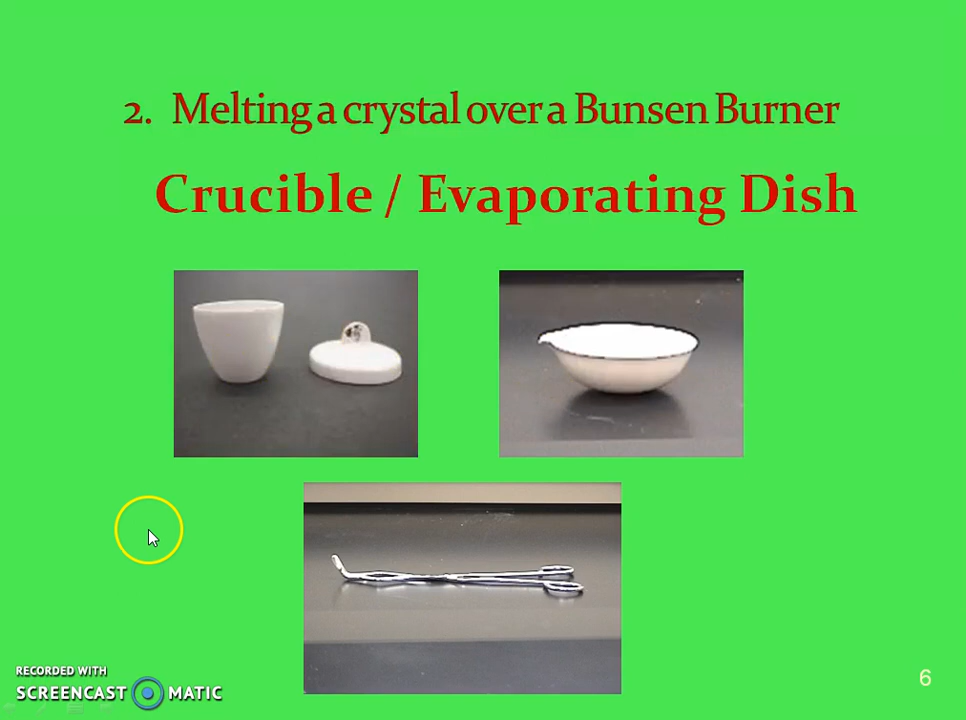 2. Melting a crystal over a Bunsen Burner
Crucible / Evaporating Dish
RECORDED WITH
SCREENCAST MATIC
6